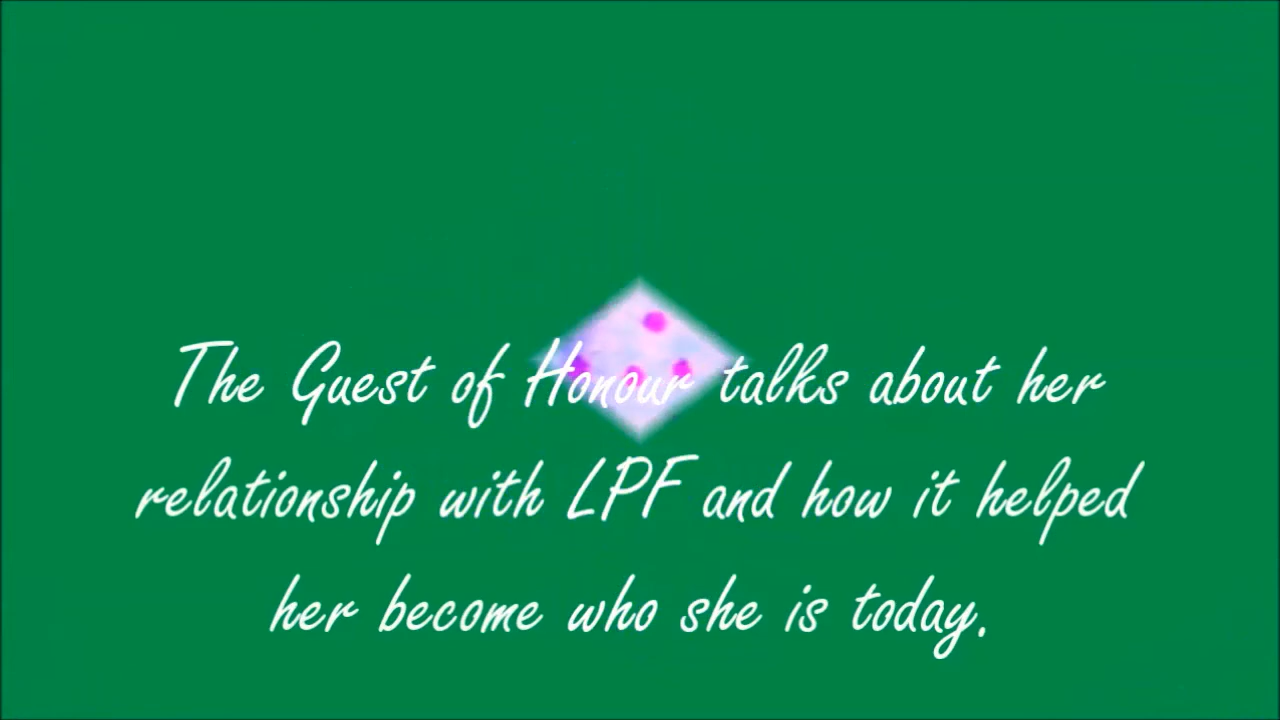 The Guest of Honour talks about her
relationship with LPF and how it helped
her become who she is today.